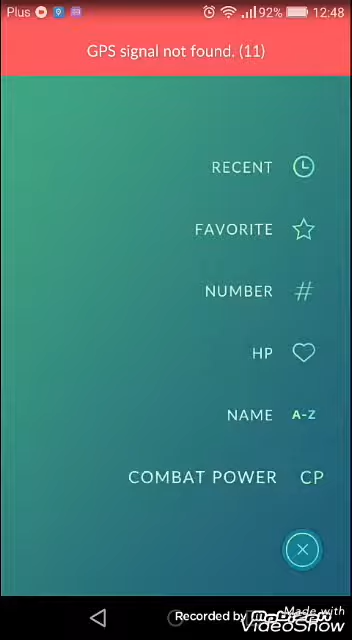 Plus 92% 12:48
GPS signal not found. (11)
RECENT
FAVORITE
NUMBER #
HP
NAME A-Z
COMBAT POWER CP
Made with
Recorded by
VideoShow